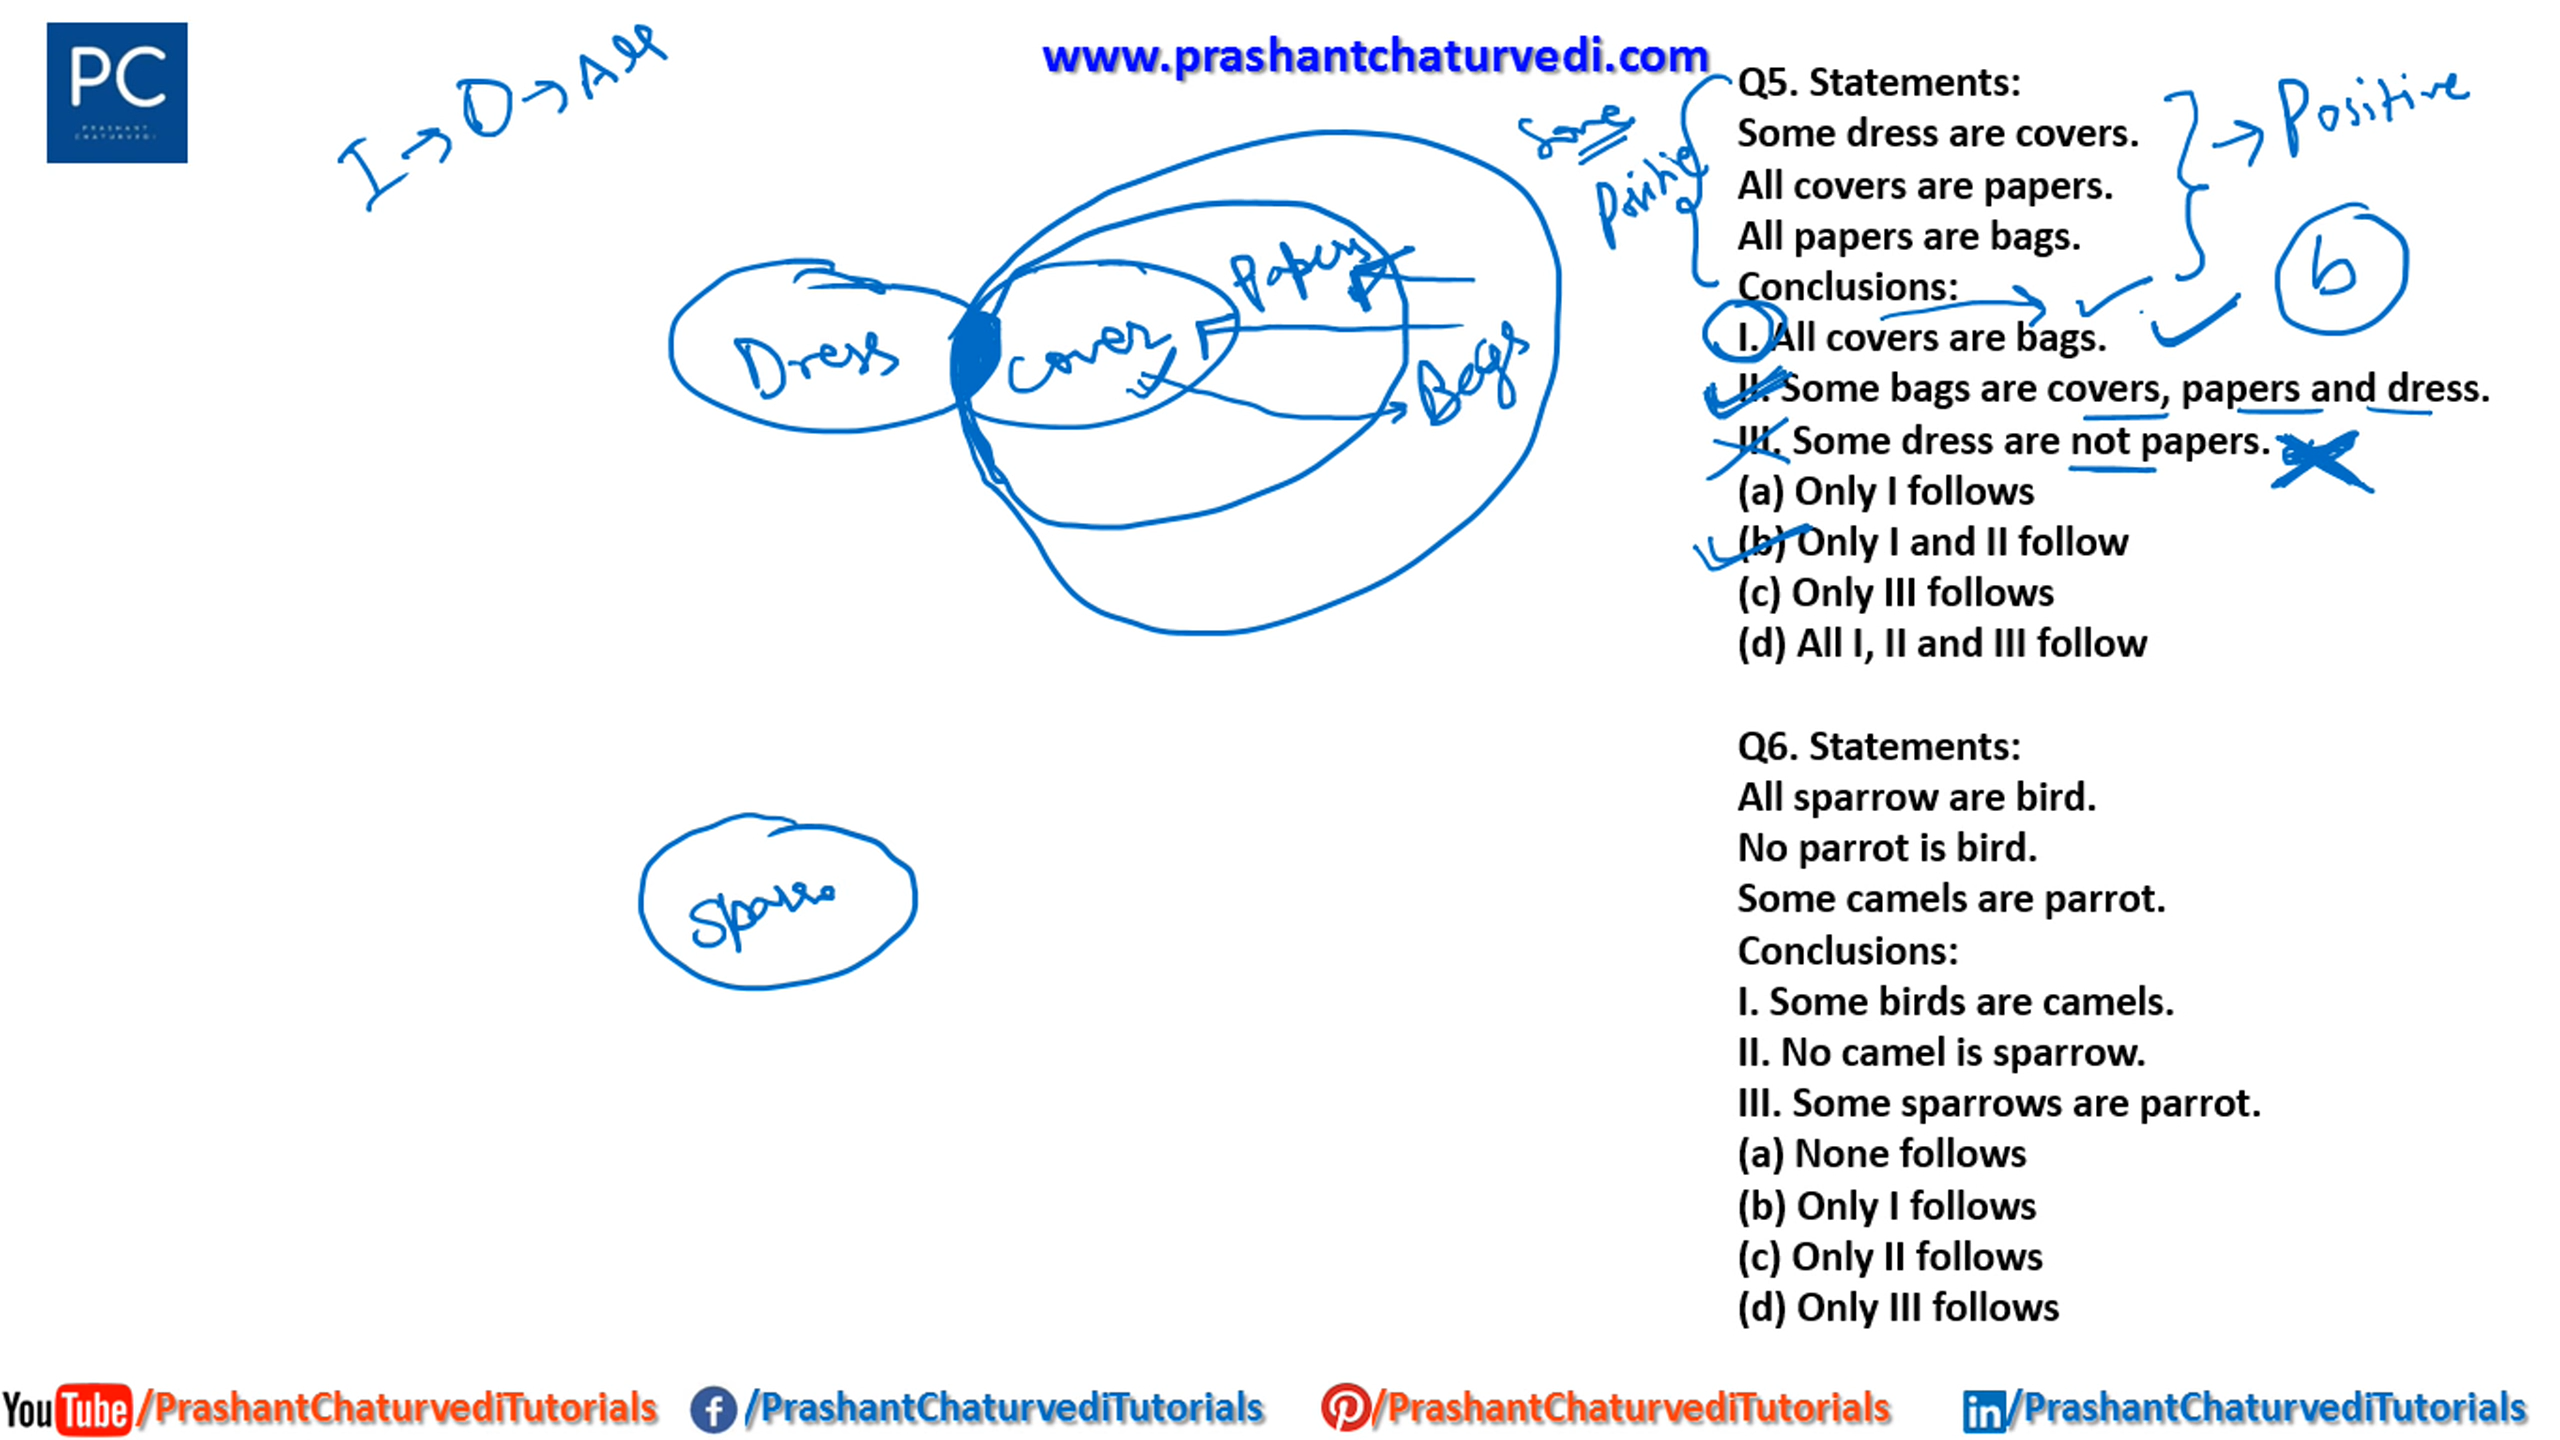 PC
PRASHANT
CHATURVEDI
I → O → All
www.prashantchaturvedi.com
Some
Positive
Positive
b
Dress
Cover
Papers
Bags
Q5. Statements:
Some dress are covers.
All covers are papers.
All papers are bags.
Conclusions:
I. All covers are bags.
II. Some bags are covers, papers and dress.
III. Some dress are not papers.
(a) Only I follows
(b) Only I and II follow
(c) Only III follows
(d) All I, II and III follow
Q6. Statements:
All sparrow are bird.
No parrot is bird.
Some camels are parrot.
Conclusions:
I. Some birds are camels.
II. No camel is sparrow.
III. Some sparrows are parrot.
(a) None follows
(b) Only I follows
(c) Only II follows
(d) Only III follows
YouTube/PrashantChaturvediTutorials f/PrashantChaturvediTutorials /PrashantChaturvediTutorials in/PrashantChaturvediTutorials